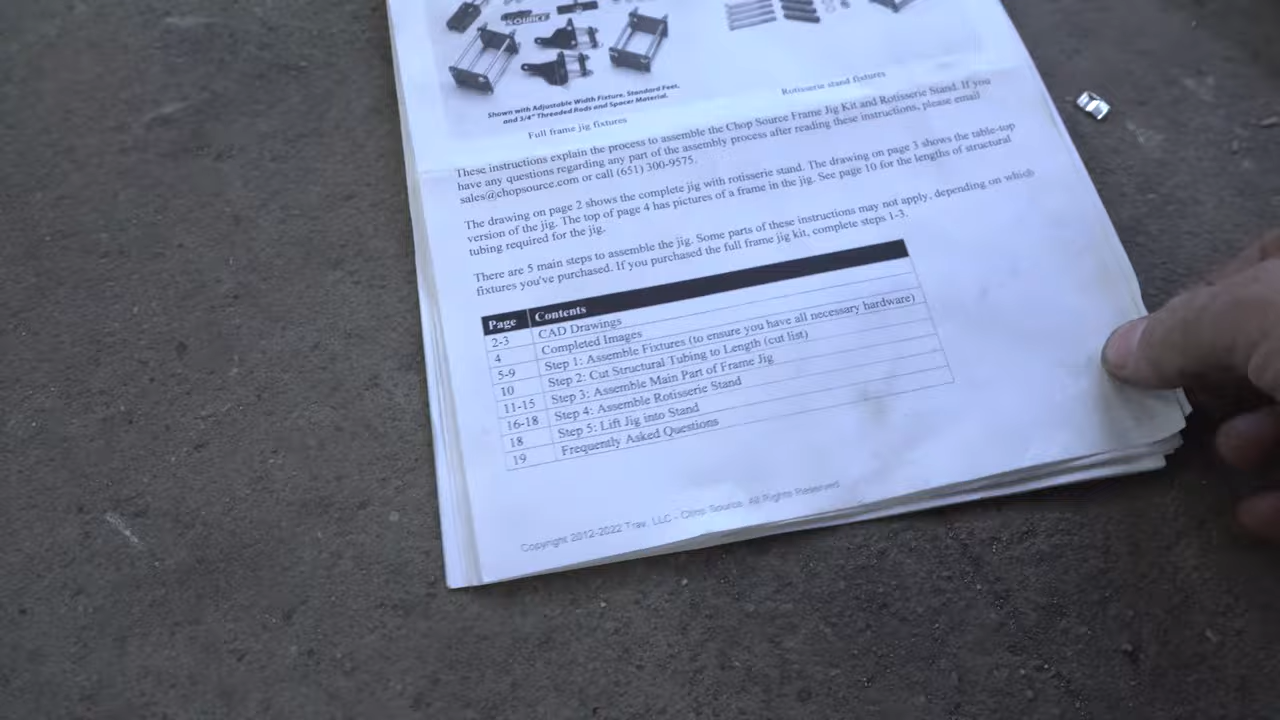 SOURCE
Shown with Adjustable Width Fixture, Standard Feet,
and 3/4" Threaded Rods and Spacer Material.
Full frame jig fixtures
Rotisserie stand fixtures
These instructions explain the process to assemble the Chop Source Frame Jig Kit and Rotisserie Stand. If you
have any questions regarding any part of the assembly process after reading these instructions, please email
sales@chopsource.com or call (651) 300-9575.
The drawing on page 2 shows the complete jig with rotisserie stand. The drawing on page 3 shows the table-top
version of the jig. The top of page 4 has pictures of a frame in the jig. See page 10 for the lengths of structural
tubing required for the jig.
There are 5 main steps to assemble the jig. Some parts of these instructions may not apply, depending on which
fixtures you've purchased. If you purchased the full frame jig kit, complete steps 1-3.
Page Contents
2-3 CAD Drawings
4 Completed Images
5-9 Step 1: Assemble Fixtures (to ensure you have all necessary hardware)
10 Step 2: Cut Structural Tubing to Length (cut list)
11-15 Step 3: Assemble Main Part of Frame Jig
16-18 Step 4: Assemble Rotisserie Stand
18 Step 5: Lift Jig into Stand
19 Frequently Asked Questions
Copyright 2012-2022 Trav, LLC - Chop Source. All Rights Reserved